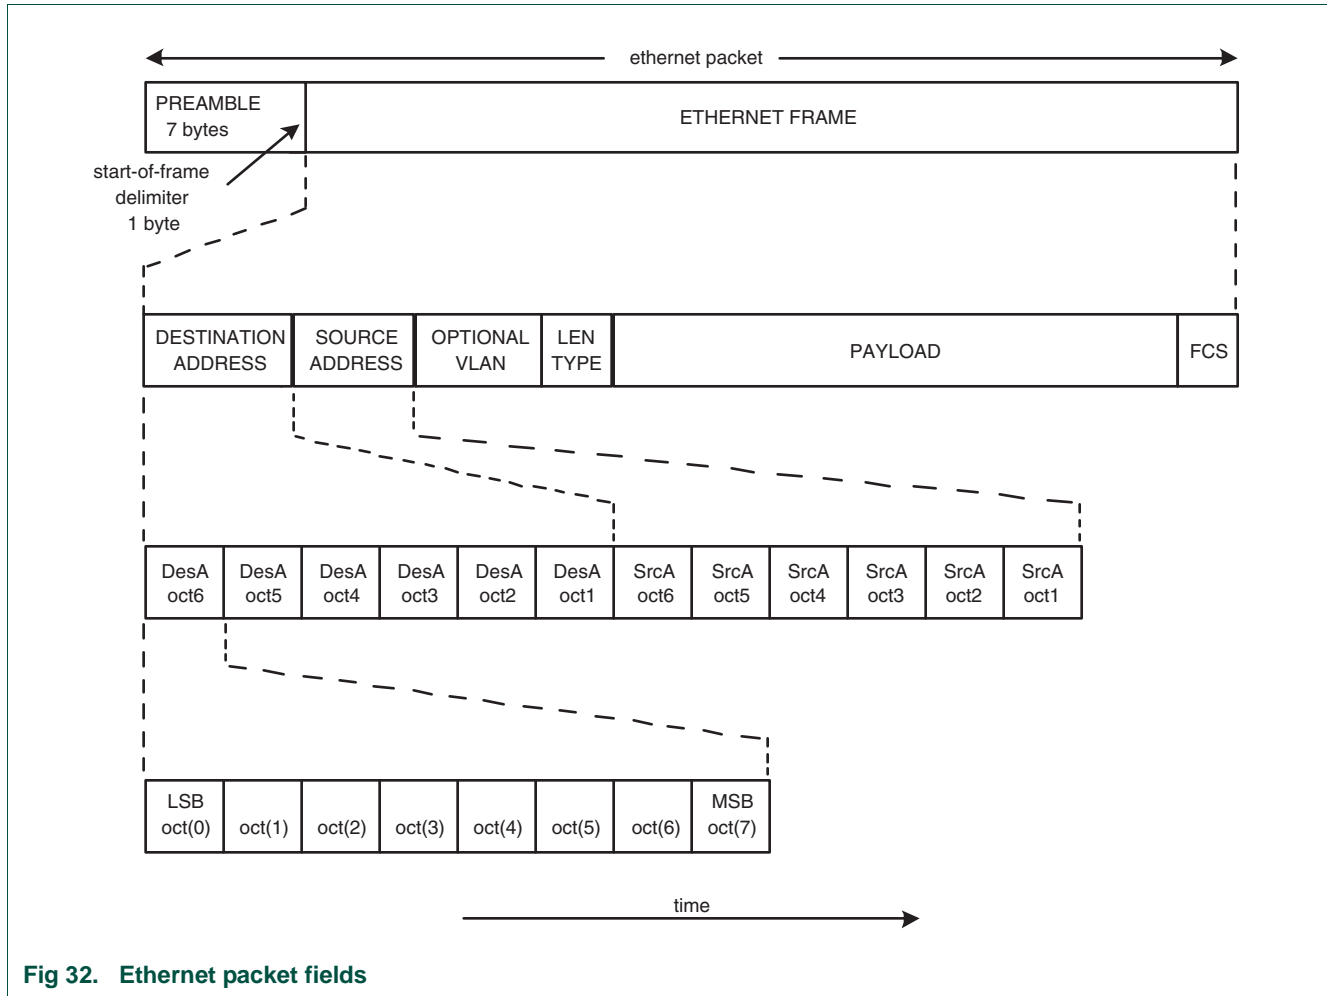 ethernet packet
PREAMBLE
7 bytes
ETHERNET FRAME
start-of-frame
delimiter
1 byte
DESTINATION
ADDRESS
SOURCE
ADDRESS
OPTIONAL
VLAN
LEN
TYPE
PAYLOAD
FCS
DesA
oct6
DesA
oct5
DesA
oct4
DesA
oct3
DesA
oct2
DesA
oct1
SrcA
oct6
SrcA
oct5
SrcA
oct4
SrcA
oct3
SrcA
oct2
SrcA
oct1
LSB
oct(0)
oct(1)
oct(2)
oct(3)
oct(4)
oct(5)
oct(6)
MSB
oct(7)
time
Fig 32. Ethernet packet fields